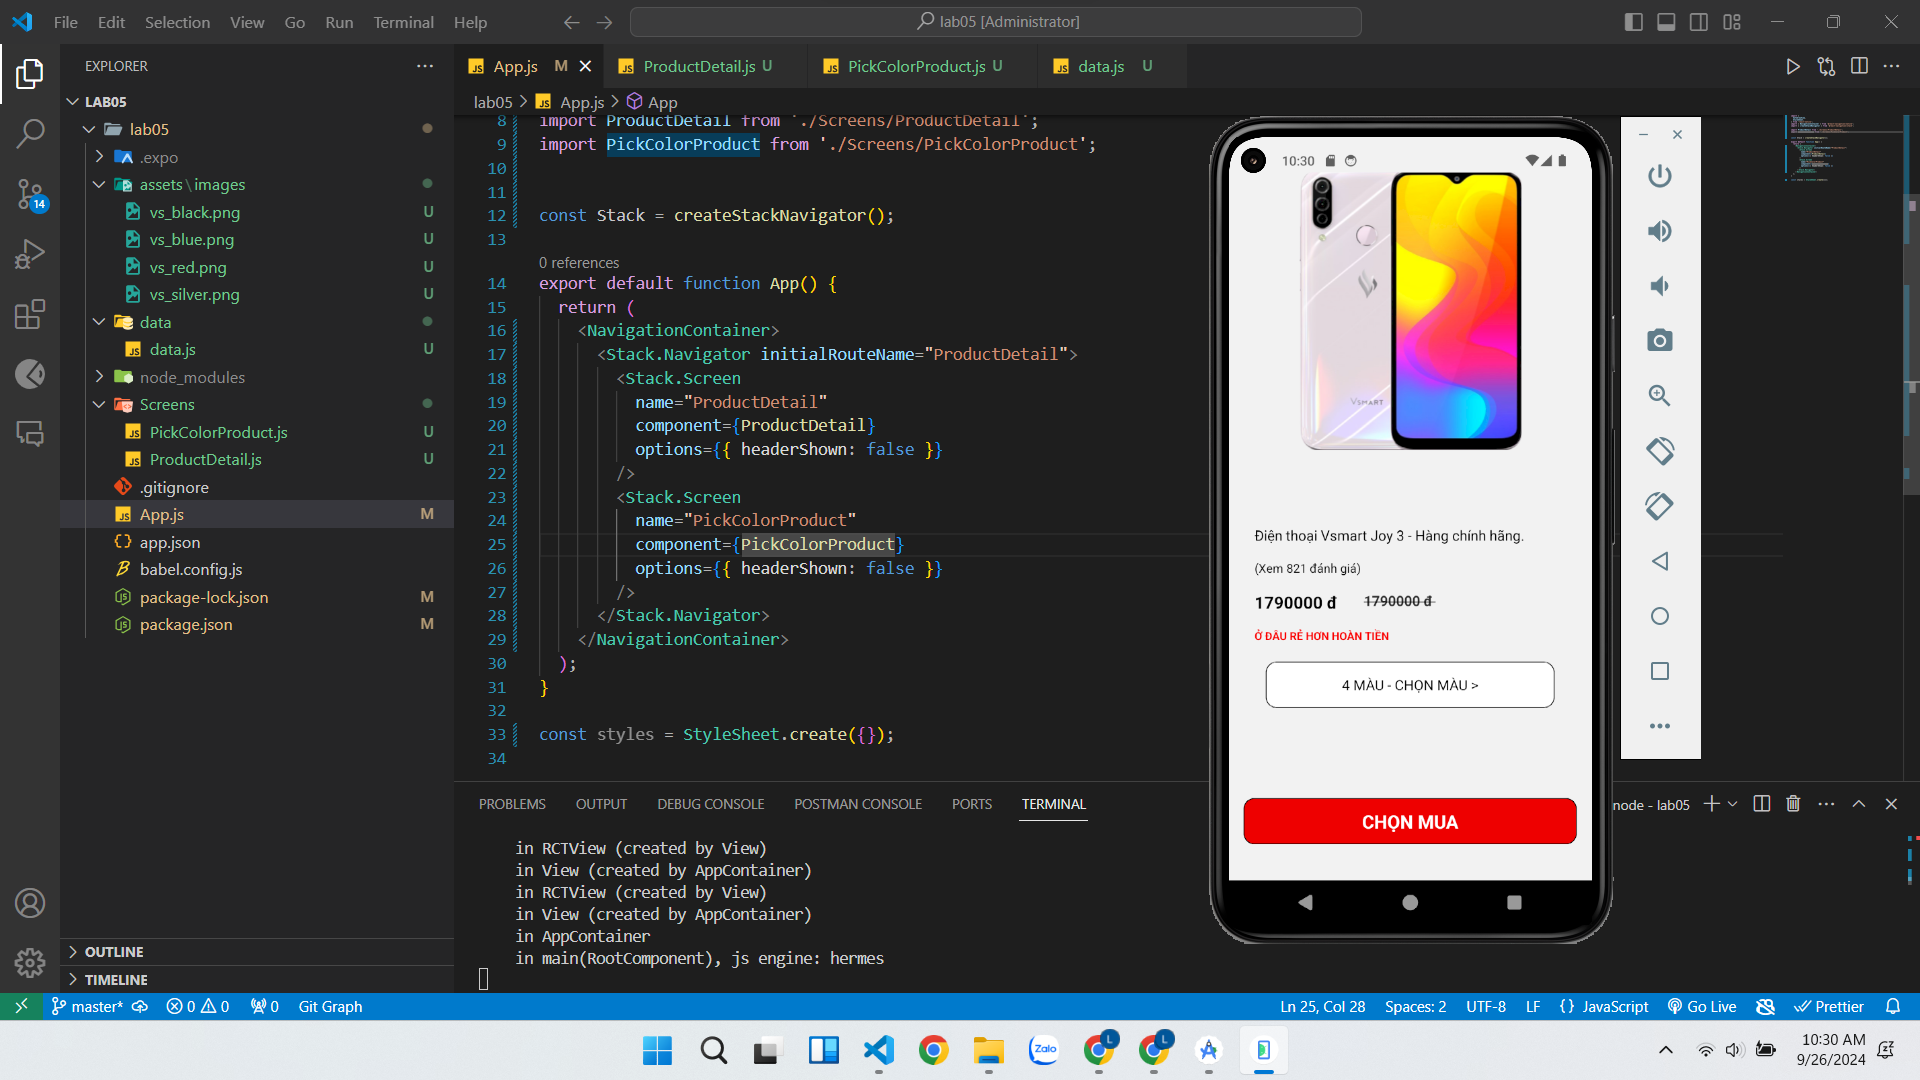 File Edit Selection View Go Run Terminal Help
lab05 [Administrator]
EXPLORER
LAB05
lab05
.expo
assets\images
vs_black.png U
vs_blue.png U
vs_red.png U
vs_silver.png U
data
data.js U
node_modules
Screens
PickColorProduct.js U
ProductDetail.js U
.gitignore
App.js M
app.json
babel.config.js
package-lock.json M
package.json M
OUTLINE
TIMELINE
14
App.js M
ProductDetail.js U
PickColorProduct.js U
data.js U
lab05 > App.js > App
8 import ProductDetail from './Screens/ProductDetail';
9 import PickColorProduct from './Screens/PickColorProduct';
10
11
12 const Stack = createStackNavigator();
13
0 references
14 export default function App() {
15 return (
16 <NavigationContainer>
17 <Stack.Navigator initialRouteName="ProductDetail">
18 <Stack.Screen
19 name="ProductDetail"
20 component={ProductDetail}
21 options={{ headerShown: false }}
22 />
23 <Stack.Screen
24 name="PickColorProduct"
25 component={PickColorProduct}
26 options={{ headerShown: false }}
27 />
28 </Stack.Navigator>
29 </NavigationContainer>
30 );
31 }
32
33 const styles = StyleSheet.create({});
34
PROBLEMS OUTPUT DEBUG CONSOLE POSTMAN CONSOLE PORTS TERMINAL
node - lab05
in RCTView (created by View)
in View (created by AppContainer)
in RCTView (created by View)
in View (created by AppContainer)
in AppContainer
in main(RootComponent), js engine: hermes
10:30
VSMART
Điện thoại Vsmart Joy 3 - Hàng chính hãng.
(Xem 821 đánh giá)
1790000 đ 1790000 đ
Ở ĐÂU RẺ HƠN HOÀN TIỀN
4 MÀU - CHỌN MÀU >
CHỌN MUA
master* 0 0 0 Git Graph
Ln 25, Col 28 Spaces: 2 UTF-8 LF {} JavaScript Go Live Prettier
Zalo
L
L
10:30 AM
9/26/2024